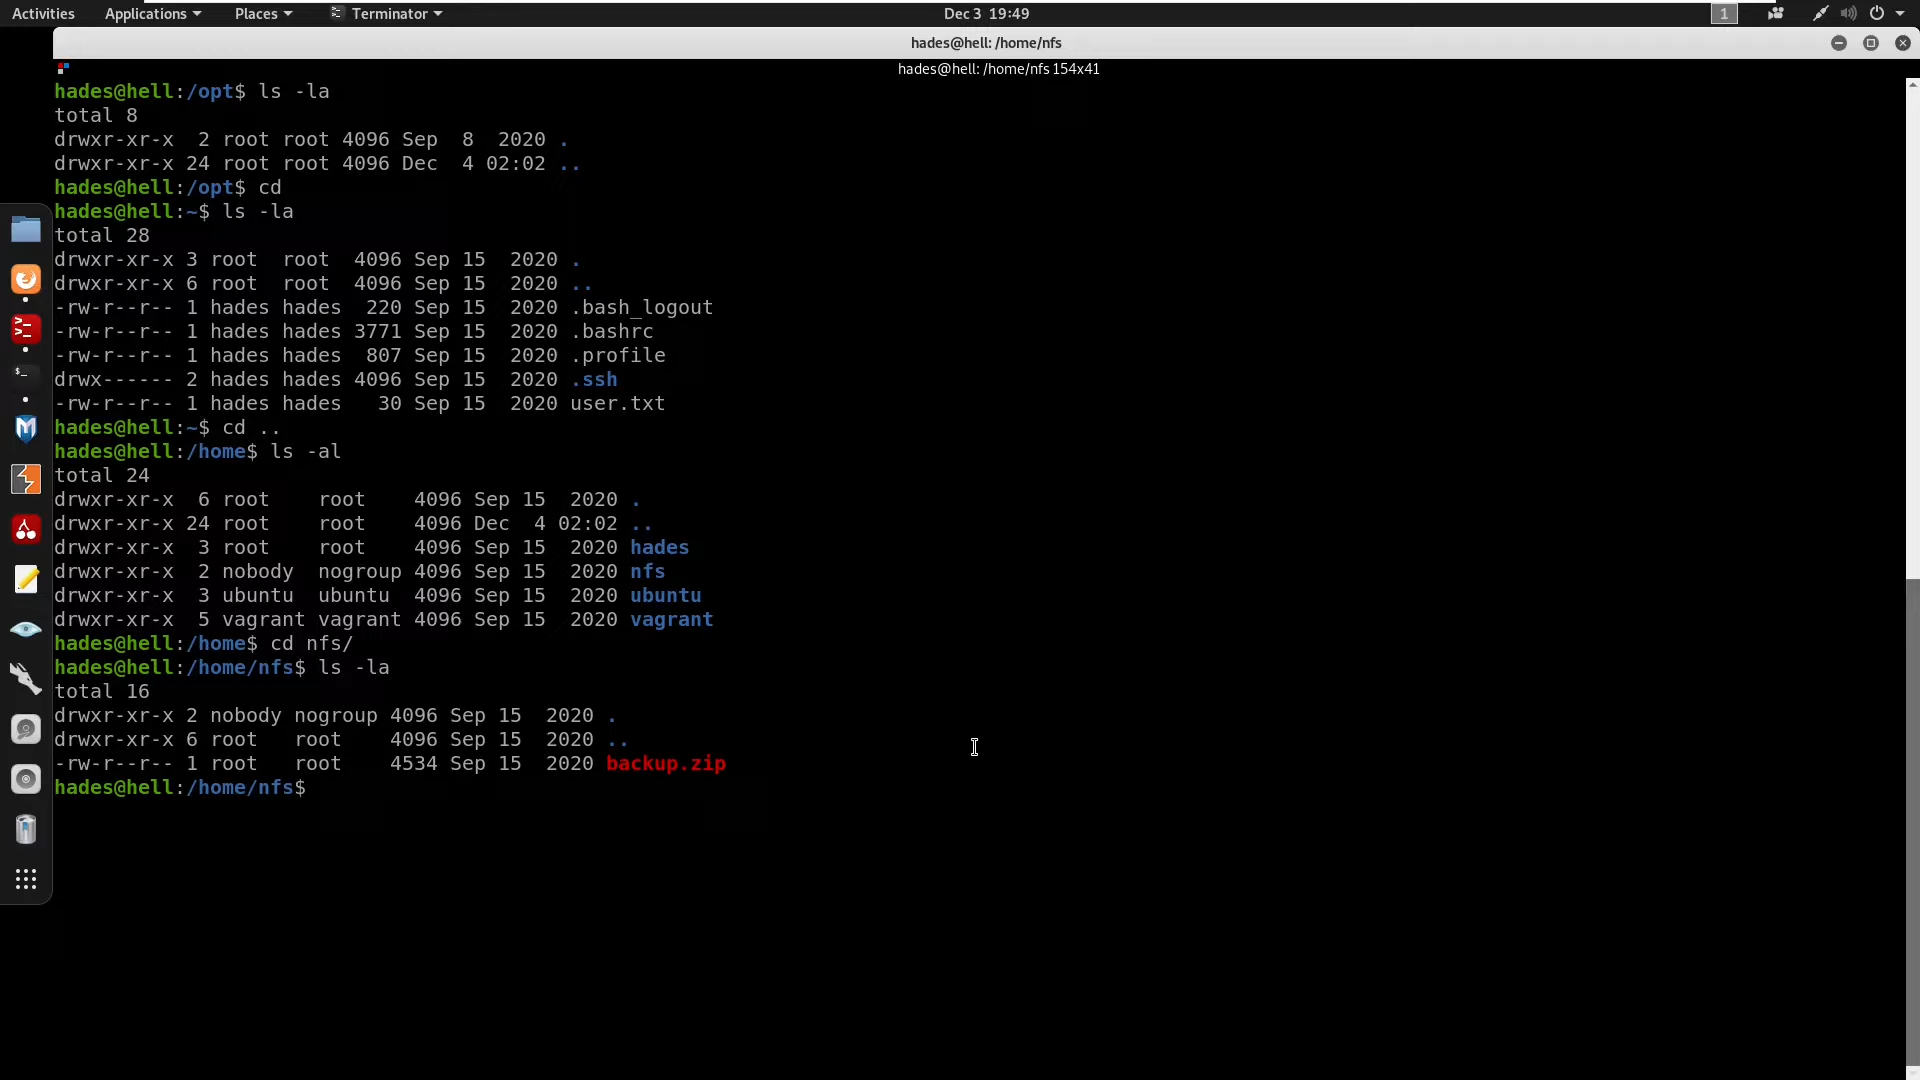 Activities Applications Places Terminator Dec 3 19:49 1
hades@hell: /home/nfs
hades@hell: /home/nfs 154x41
hades@hell:/opt$ ls -la
total 8
drwxr-xr-x  2 root root 4096 Sep  8  2020 .
drwxr-xr-x 24 root root 4096 Dec  4 02:02 ..
hades@hell:/opt$ cd
hades@hell:~$ ls -la
total 28
drwxr-xr-x 3 root  root  4096 Sep 15  2020 .
drwxr-xr-x 6 root  root  4096 Sep 15  2020 ..
-rw-r--r-- 1 hades hades  220 Sep 15  2020 .bash_logout
-rw-r--r-- 1 hades hades 3771 Sep 15  2020 .bashrc
-rw-r--r-- 1 hades hades  807 Sep 15  2020 .profile
drwx------ 2 hades hades 4096 Sep 15  2020 .ssh
-rw-r--r-- 1 hades hades   30 Sep 15  2020 user.txt
hades@hell:~$ cd ..
hades@hell:/home$ ls -al
total 24
drwxr-xr-x  6 root    root    4096 Sep 15  2020 .
drwxr-xr-x 24 root    root    4096 Dec  4 02:02 ..
drwxr-xr-x  3 root    root    4096 Sep 15  2020 hades
drwxr-xr-x  2 nobody  nogroup 4096 Sep 15  2020 nfs
drwxr-xr-x  3 ubuntu  ubuntu  4096 Sep 15  2020 ubuntu
drwxr-xr-x  5 vagrant vagrant 4096 Sep 15  2020 vagrant
hades@hell:/home$ cd nfs/
hades@hell:/home/nfs$ ls -la
total 16
drwxr-xr-x 2 nobody nogroup 4096 Sep 15  2020 .
drwxr-xr-x 6 root   root    4096 Sep 15  2020 ..
-rw-r--r-- 1 root   root    4534 Sep 15  2020 backup.zip
hades@hell:/home/nfs$